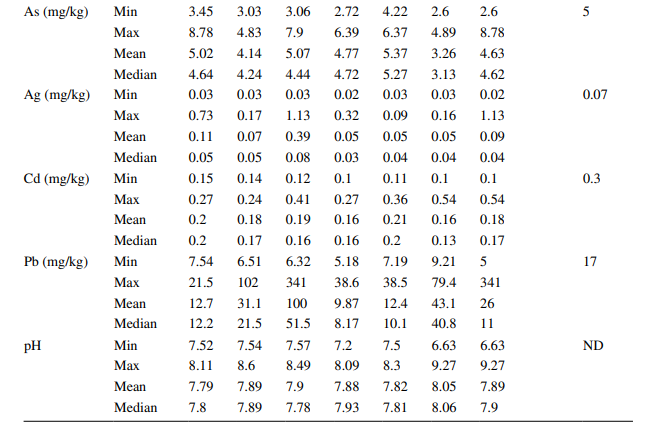 As (mg/kg) Min 3.45 3.03 3.06 2.72 4.22 2.6 2.6 5
Max 8.78 4.83 7.9 6.39 6.37 4.89 8.78
Mean 5.02 4.14 5.07 4.77 5.37 3.26 4.63
Median 4.64 4.24 4.44 4.72 5.27 3.13 4.62
Ag (mg/kg) Min 0.03 0.03 0.03 0.02 0.03 0.03 0.02 0.07
Max 0.73 0.17 1.13 0.32 0.09 0.16 1.13
Mean 0.11 0.07 0.39 0.05 0.05 0.05 0.09
Median 0.05 0.05 0.08 0.03 0.04 0.04 0.04
Cd (mg/kg) Min 0.15 0.14 0.12 0.1 0.11 0.1 0.1 0.3
Max 0.27 0.24 0.41 0.27 0.36 0.54 0.54
Mean 0.2 0.18 0.19 0.16 0.21 0.16 0.18
Median 0.2 0.17 0.16 0.16 0.2 0.13 0.17
Pb (mg/kg) Min 7.54 6.51 6.32 5.18 7.19 9.21 5 17
Max 21.5 102 341 38.6 38.5 79.4 341
Mean 12.7 31.1 100 9.87 12.4 43.1 26
Median 12.2 21.5 51.5 8.17 10.1 40.8 11
pH Min 7.52 7.54 7.57 7.2 7.5 6.63 6.63 ND
Max 8.11 8.6 8.49 8.09 8.3 9.27 9.27
Mean 7.79 7.89 7.9 7.88 7.82 8.05 7.89
Median 7.8 7.89 7.78 7.93 7.81 8.06 7.9